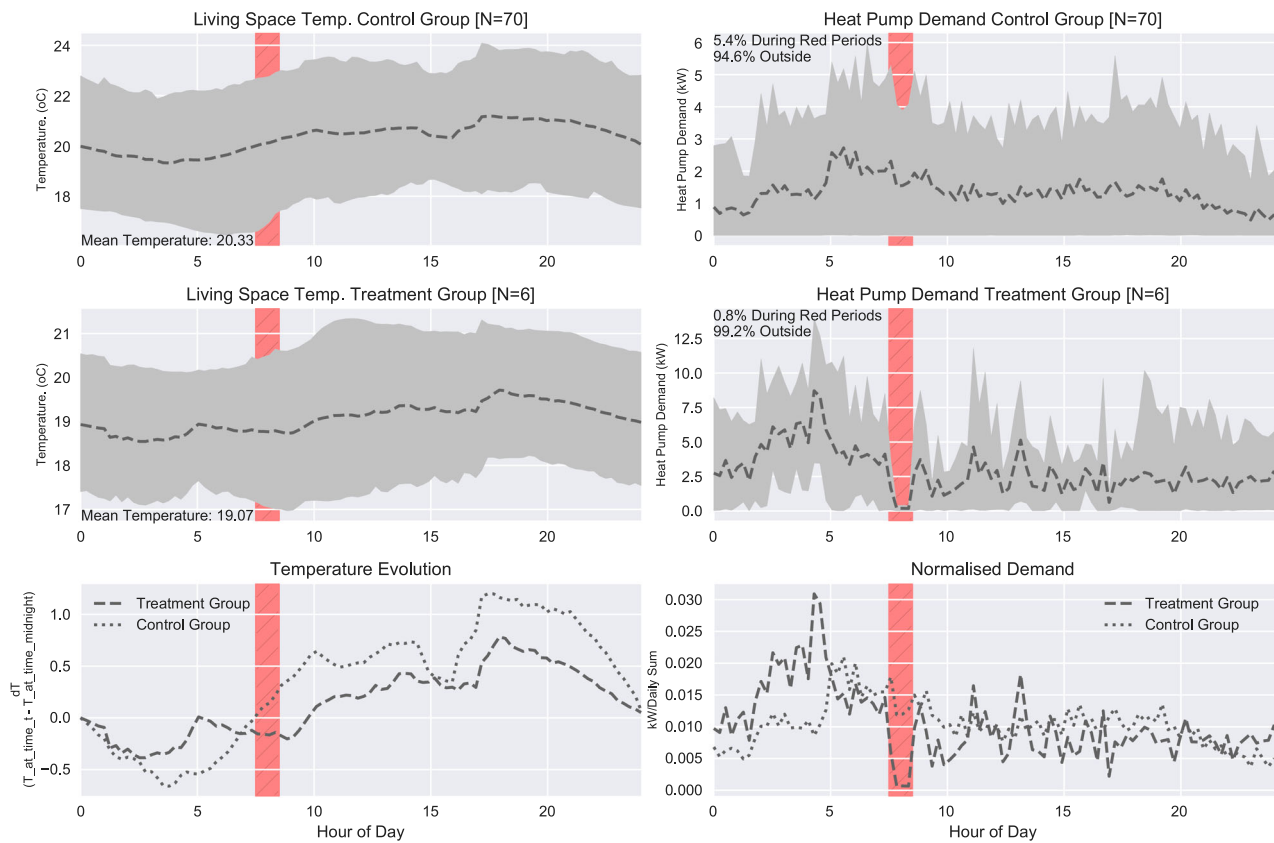 Living Space Temp. Control Group [N=70]
Temperature, (oC)
24
22
20
18
Mean Temperature: 20.33
0 5 10 15 20
Heat Pump Demand Control Group [N=70]
Heat Pump Demand (kW)
5.4% During Red Periods
94.6% Outside
6
5
4
3
2
1
0
0 5 10 15 20
Living Space Temp. Treatment Group [N=6]
Temperature, (oC)
21
20
19
18
17
Mean Temperature: 19.07
0 5 10 15 20
Heat Pump Demand Treatment Group [N=6]
Heat Pump Demand (kW)
0.8% During Red Periods
99.2% Outside
12.5
10.0
7.5
5.0
2.5
0.0
0 5 10 15 20
Temperature Evolution
dT
(T_at_time_t - T_at_time_midnight)
Treatment Group
Control Group
1.0
0.5
0.0
−0.5
0 5 10 15 20
Hour of Day
Normalised Demand
kW/Daily Sum
Treatment Group
Control Group
0.030
0.025
0.020
0.015
0.010
0.005
0.000
0 5 10 15 20
Hour of Day